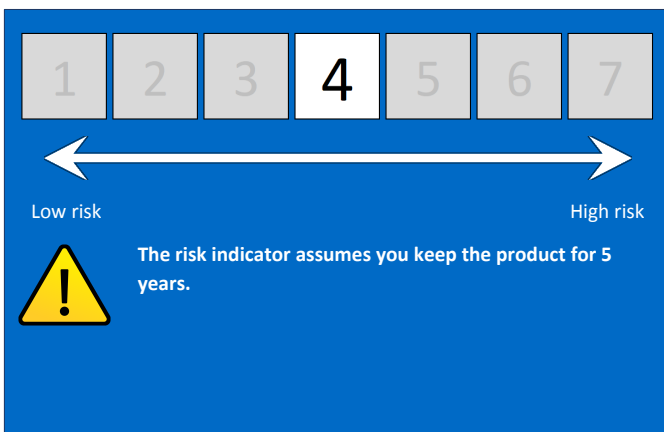 1 2 3 4 5 6 7
Low risk High risk
The risk indicator assumes you keep the product for 5
years.